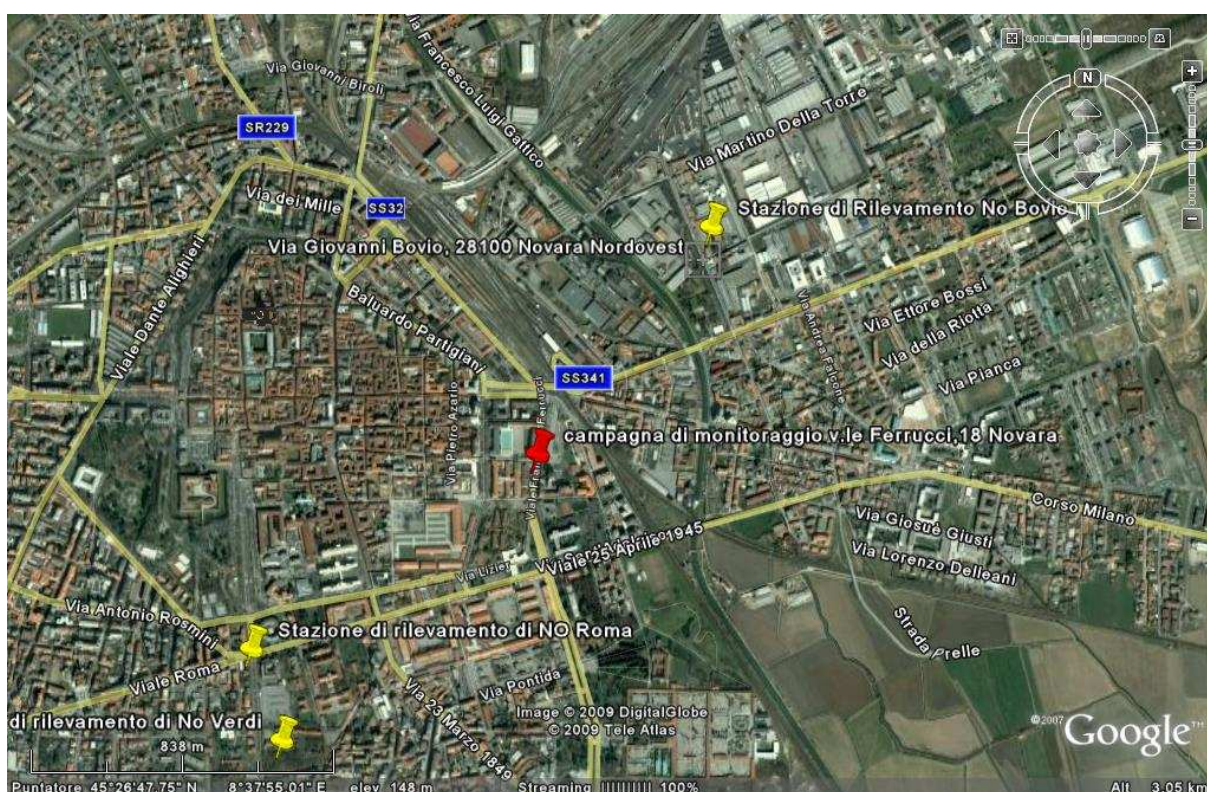 Via Giovanni Biroli
Via Francesco Luigi Gattico
N
SR229
Via Martino Della Torre
Via dei Mille
SS32
Stazione di Rilevamento No Bovio
Via Giovanni Bovio, 28100 Novara Nordovest
Viale Dante Alighieri
Baluardo Partigiani
Via Ettore Bossi
Via Andrea Falcone
Via della Riotta
SS341
Via Pianca
Via Pietro Azario
Ferrucci
campagna di monitoraggio v.le Ferrucci,18 Novara
V.le Fran
Corso Milano
Via Giosuè Giusti
Viale 25 Aprile 1945
Via Lizier
Via Lorenzo Delleani
Via Antonio Rosmini
Stazione di rilevamento di NO Roma
Strada Prelle
Viale Roma
Via Pontida
Via 23 Marzo 1849
Image © 2009 DigitalGlobe
© 2009 Tele Atlas
di rilevamento di No Verdi
©2007 Google™
838 m
Puntatore 45°26'47.75" N 8°37'55.01" E elev 148 m Streaming |||||||||| 100% Alt 3.05 km